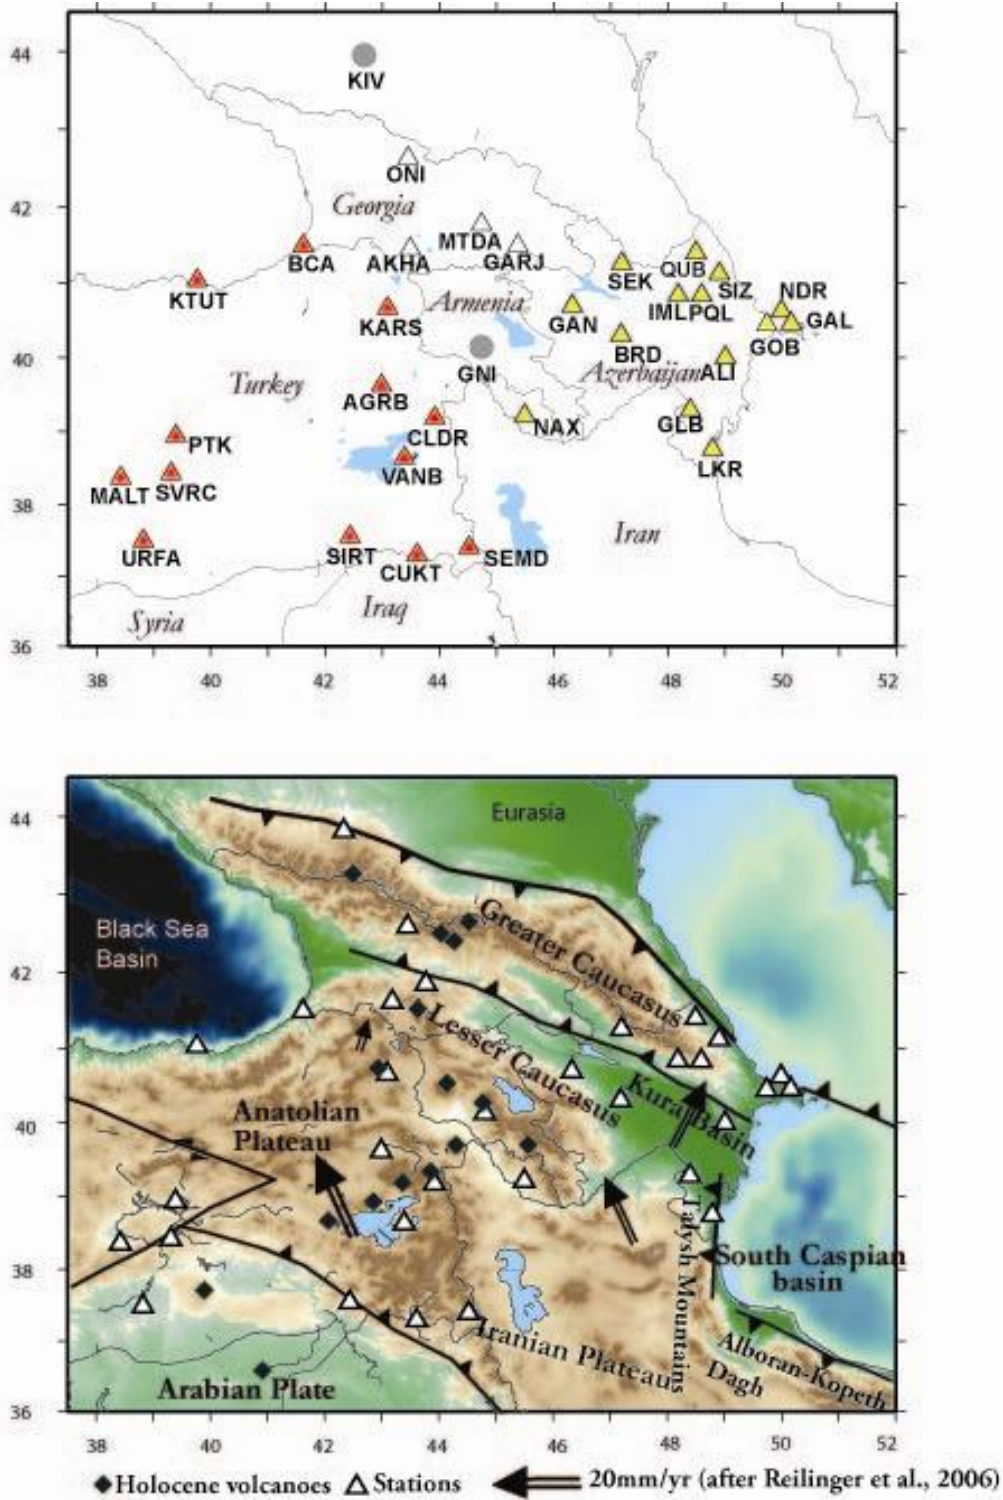 44
KIV
ONI
42
Georgia
MTDA
BCA
AKHA
GARJ
QUB
SEK
SIZ
NDR
KTUT
Armenia
IML
PQL
KARS
GAN
GAL
GOB
BRD
40
GNI
Azerbaijan
ALI
Turkey
AGRB
NAX
GLB
CLDR
PTK
VANB
LKR
MALT
SVRC
38
Iran
URFA
SIRT
SEMD
CUKT
Iraq
Syria
36
38 40 42 44 46 48 50 52
44
Eurasia
Black Sea
Basin
Greater Caucasus
42
Lesser Caucasus
Kura Basin
Anatolian
Plateau
40
Talysh Mountains
South Caspian
basin
38
Iranian Plateau
Alboran-Kopeth
Dagh
Arabian Plate
36
38 40 42 44 46 48 50 52
Holocene volcanoes Stations 20mm/yr (after Reilinger et al., 2006)